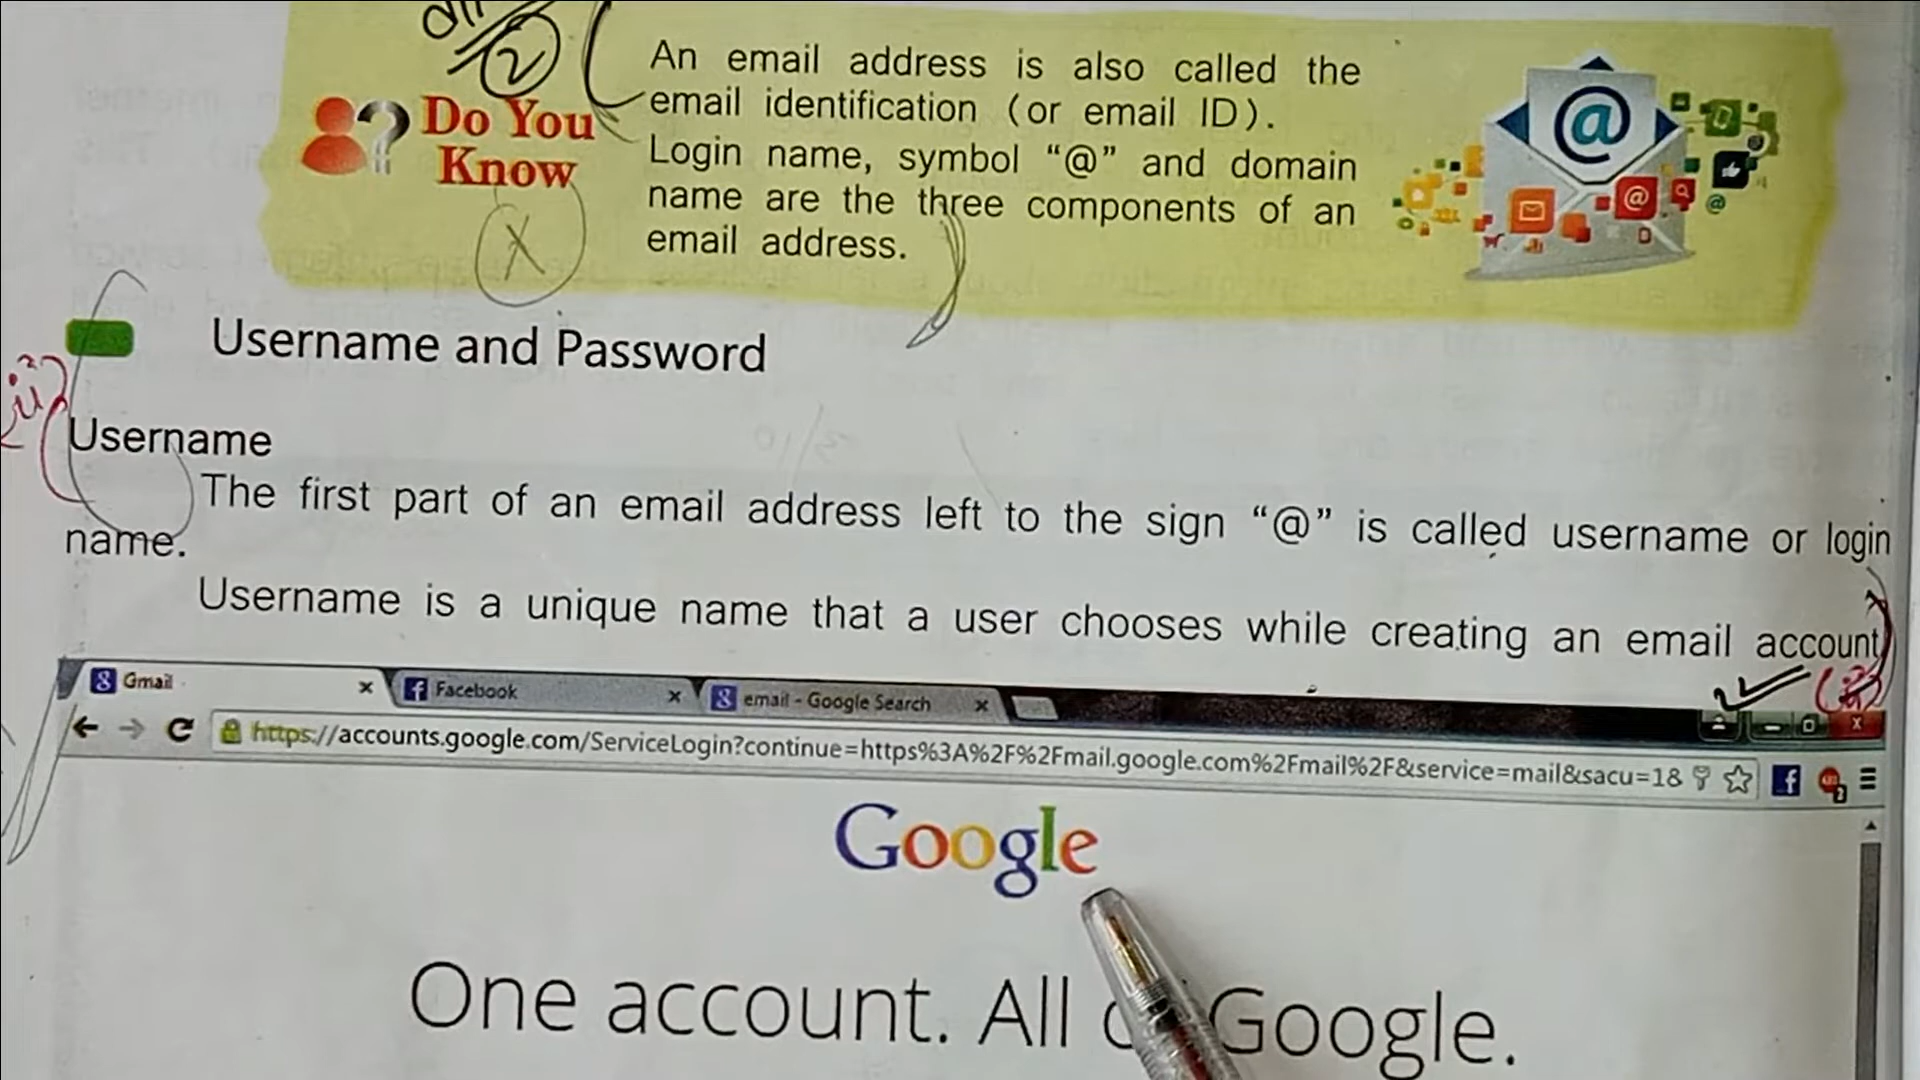 An email address is also called the
email identification (or email ID).
Do You
Know
Login name, symbol “@” and domain
name are the three components of an
email address.
Username and Password
Username
The first part of an email address left to the sign “@” is called username or login
name.
Username is a unique name that a user chooses while creating an email account
Gmail
Facebook
email - Google Search
https://accounts.google.com/ServiceLogin?continue=https%3A%2F%2Fmail.google.com%2Fmail%2F&service=mail&sacu=1&
Google
One account. All Google.